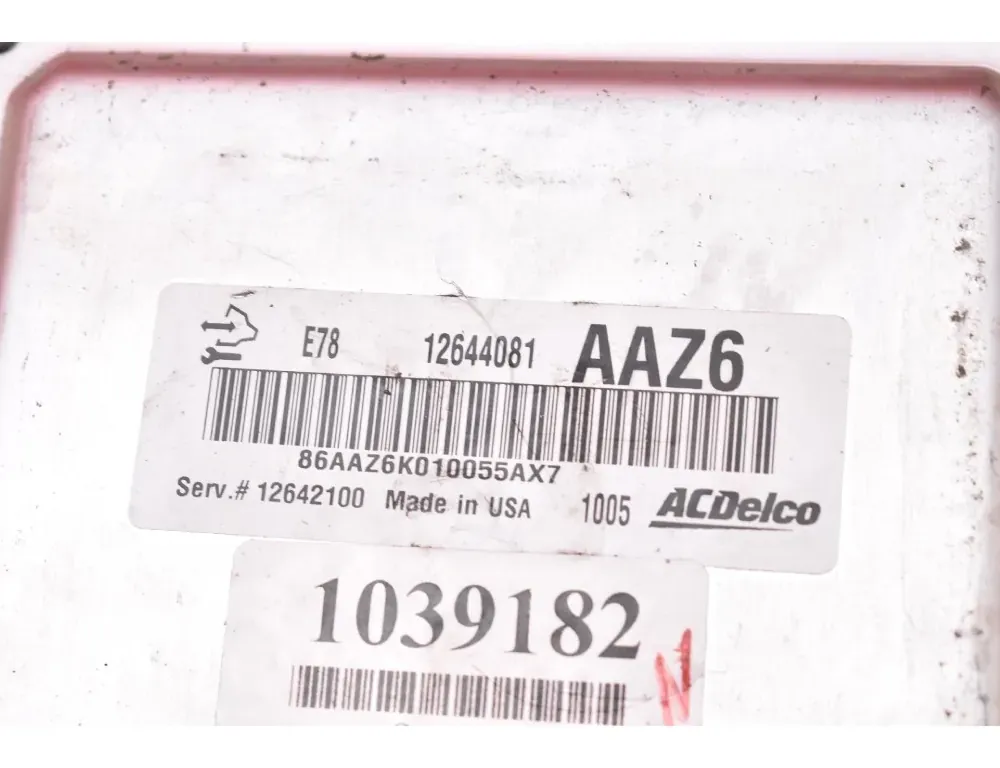 E78 12644081 AAZ6
86AAZ6K010055AX7
Serv.# 12642100 Made in USA 1005 ACDelco
1039182
N